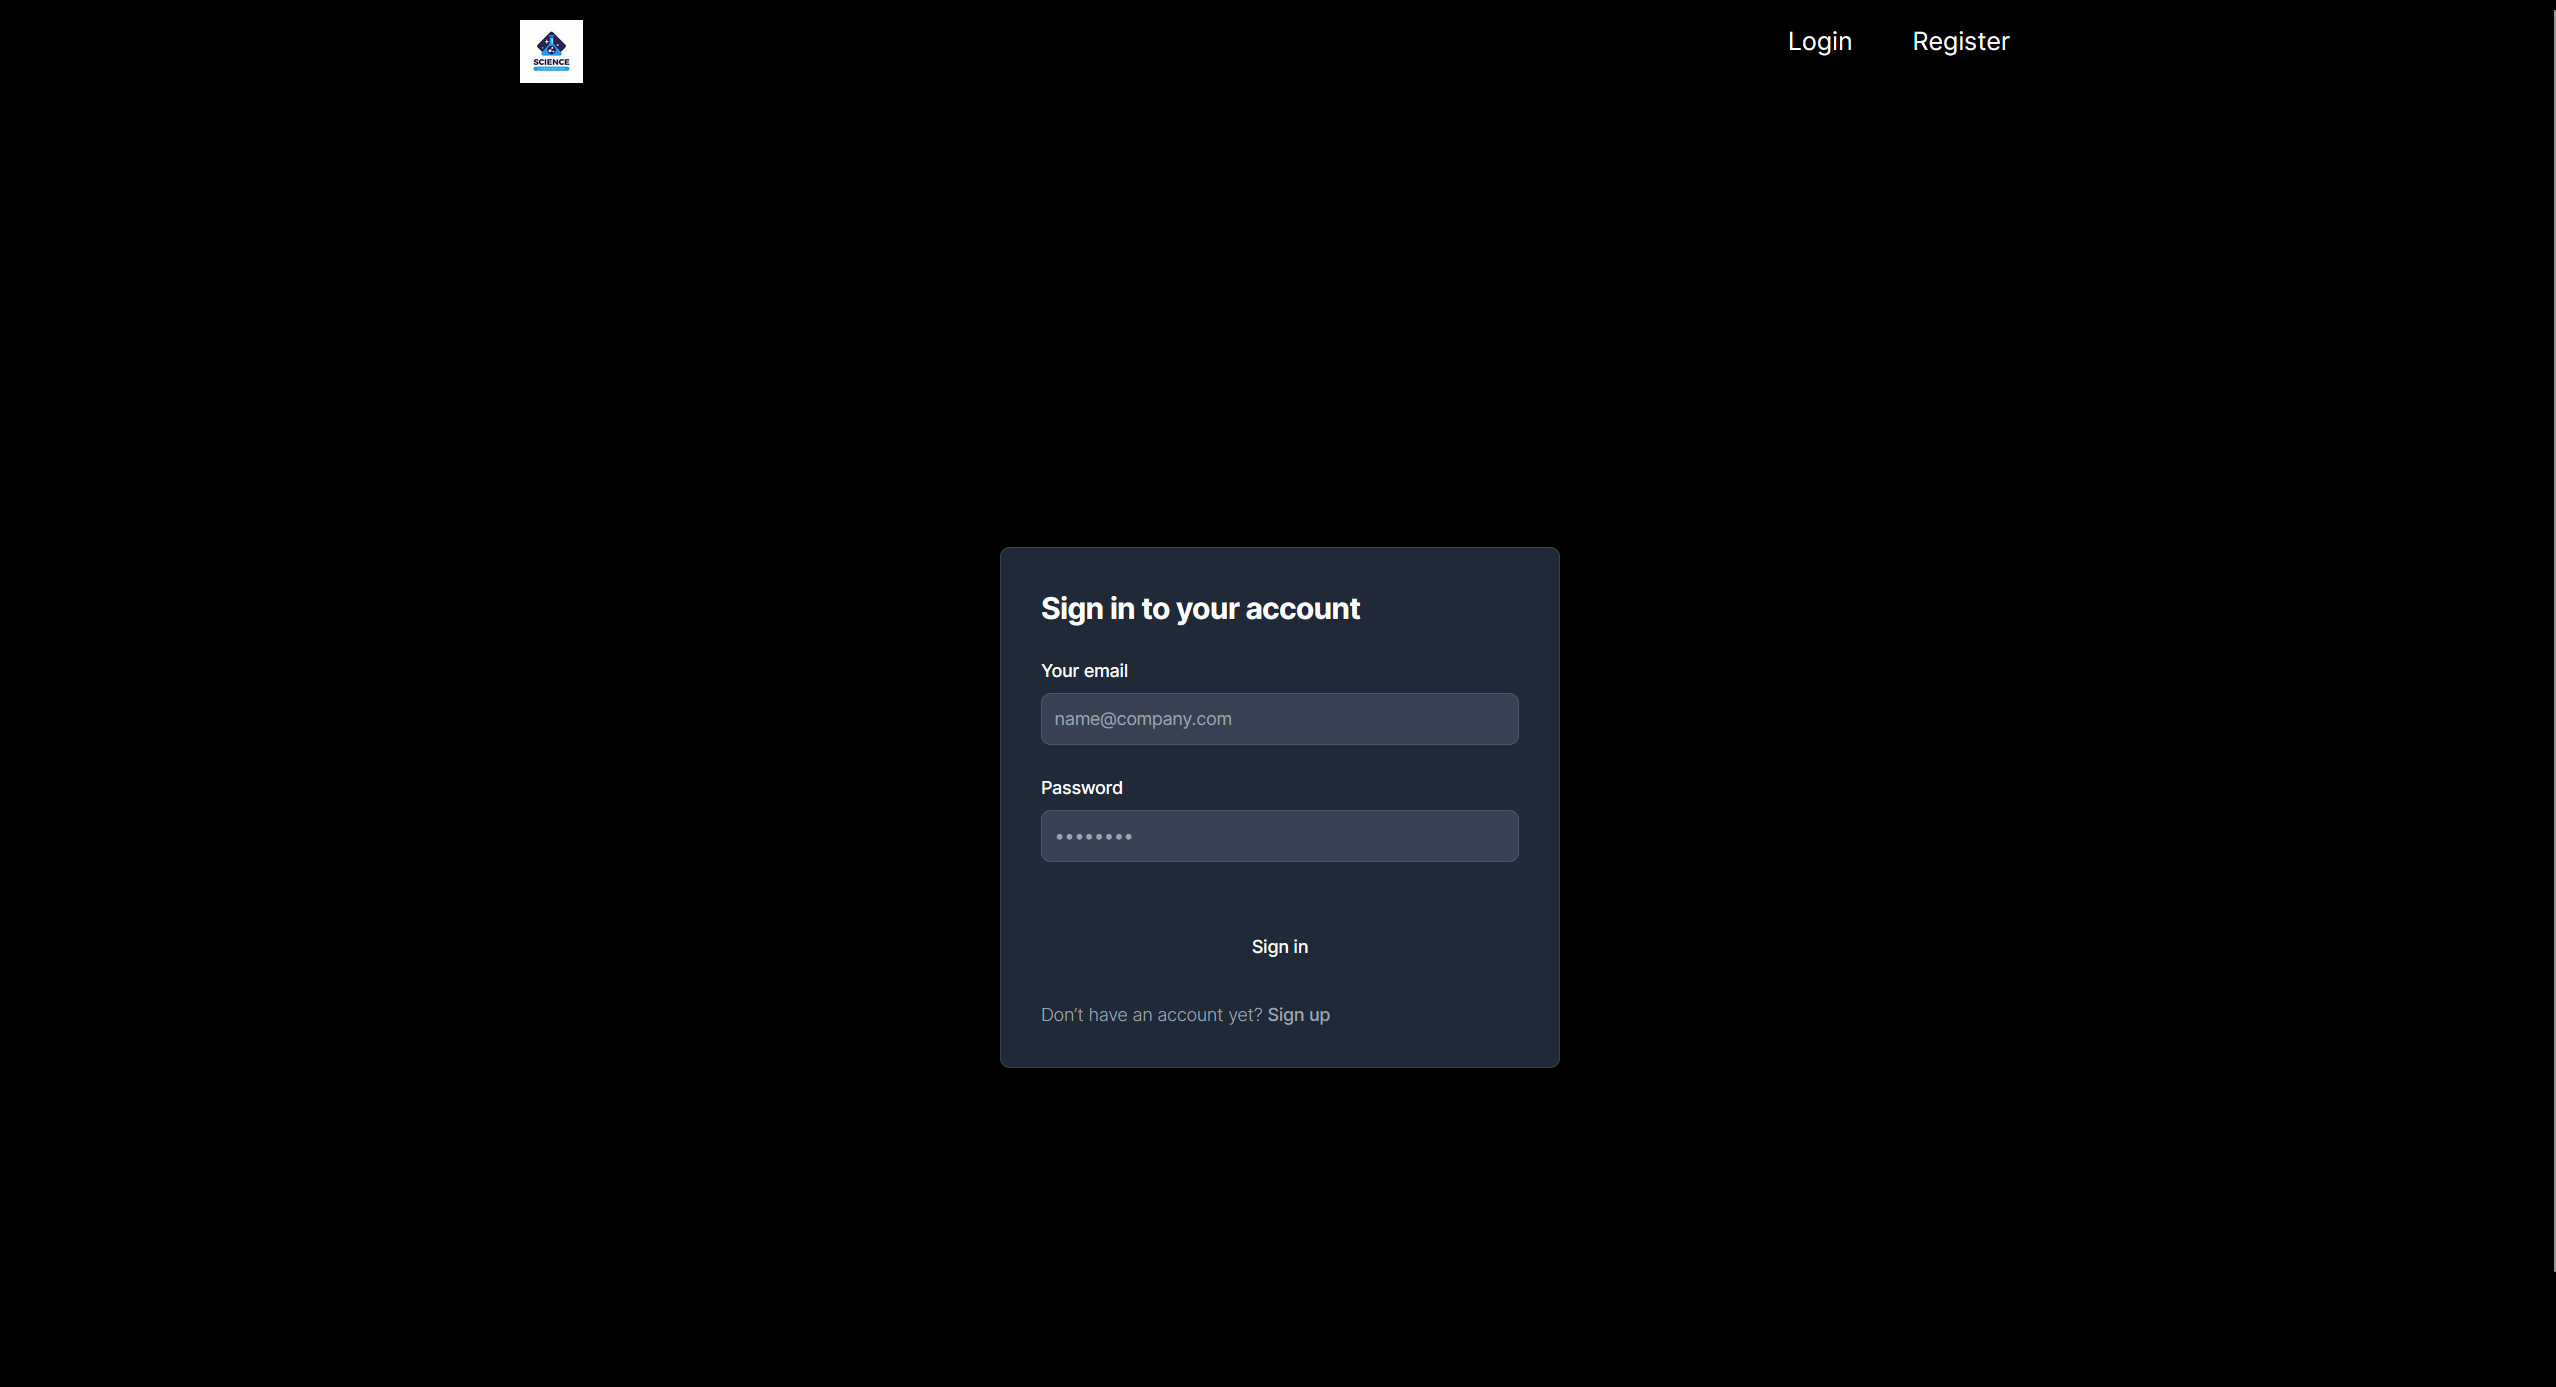 SCIENCE
Login
Register
Sign in to your account
Your email
name@company.com
Password
Sign in
Don't have an account yet? Sign up